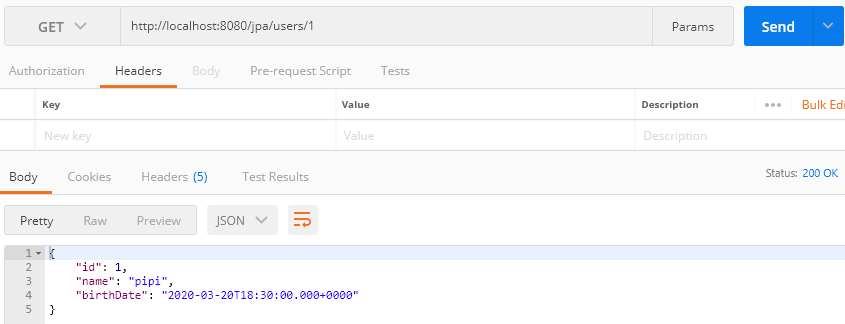 GET http://localhost:8080/jpa/users/1 Params Send
Authorization Headers Body Pre-request Script Tests
Key Value Description ••• Bulk Edi
New key Value Description
Body Cookies Headers (5) Test Results Status: 200 OK
Pretty Raw Preview JSON
1 {
2 "id": 1,
3 "name": "pipi",
4 "birthDate": "2020-03-20T18:30:00.000+0000"
5 }